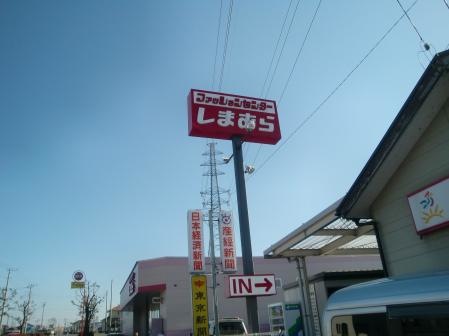 ファッションセンター
しまむら
日本経済新聞
産経新聞
東京新聞
IN →